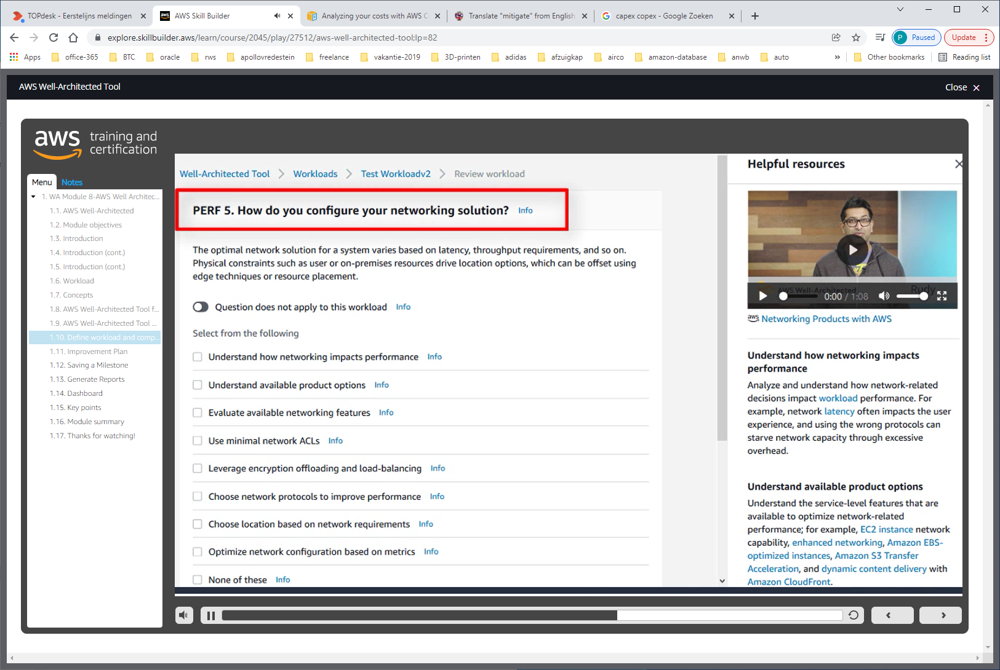 TOPdesk - Eerstelijns meldingen
AWS Skill Builder
Analyzing your costs with AWS C
Translate "mitigate" from English
capex copex - Google Zoeken
explore.skillbuilder.aws/learn/course/2045/play/27512/aws-well-architected-tool;lp=82
P Paused
Update
Apps
office-365
BTC
oracle
rws
apollovredestein
freelance
vakantie-2019
3D-printen
adidas
afzuigkap
airco
amazon-database
anwb
auto
»
Other bookmarks
Reading list
AWS Well-Architected Tool
Close
aws training and certification
Menu
Notes
1. WA Module 8-AWS Well Architec...
1.1. AWS Well-Architected
1.2. Module objectives
1.3. Introduction
1.4. Introduction (cont.)
1.5. Introduction (cont.)
1.6. Workload
1.7. Concepts
1.8. AWS Well-Architected Tool f...
1.9. AWS Well-Architected Tool ...
1.10. Define workload and comp...
1.11. Improvement Plan
1.12. Saving a Milestone
1.13. Generate Reports
1.14. Dashboard
1.15. Key points
1.16. Module summary
1.17. Thanks for watching!
Well-Architected Tool > Workloads > Test Workloadv2 > Review workload
PERF 5. How do you configure your networking solution? Info
The optimal network solution for a system varies based on latency, throughput requirements, and so on.
Physical constraints such as user or on-premises resources drive location options, which can be offset using
edge techniques or resource placement.
Question does not apply to this workload Info
Select from the following
Understand how networking impacts performance Info
Understand available product options Info
Evaluate available networking features Info
Use minimal network ACLs Info
Leverage encryption offloading and load-balancing Info
Choose network protocols to improve performance Info
Choose location based on network requirements Info
Optimize network configuration based on metrics Info
None of these Info
Helpful resources
AWS Well-Architected
Rudy
0:00 / 1:08
aws Networking Products with AWS
Understand how networking impacts
performance
Analyze and understand how network-related
decisions impact workload performance. For
example, network latency often impacts the user
experience, and using the wrong protocols can
starve network capacity through excessive
overhead.
Understand available product options
Understand the service-level features that are
available to optimize network-related
performance; for example, EC2 instance network
capability, enhanced networking, Amazon EBS-
optimized instances, Amazon S3 Transfer
Acceleration, and dynamic content delivery with
Amazon CloudFront.